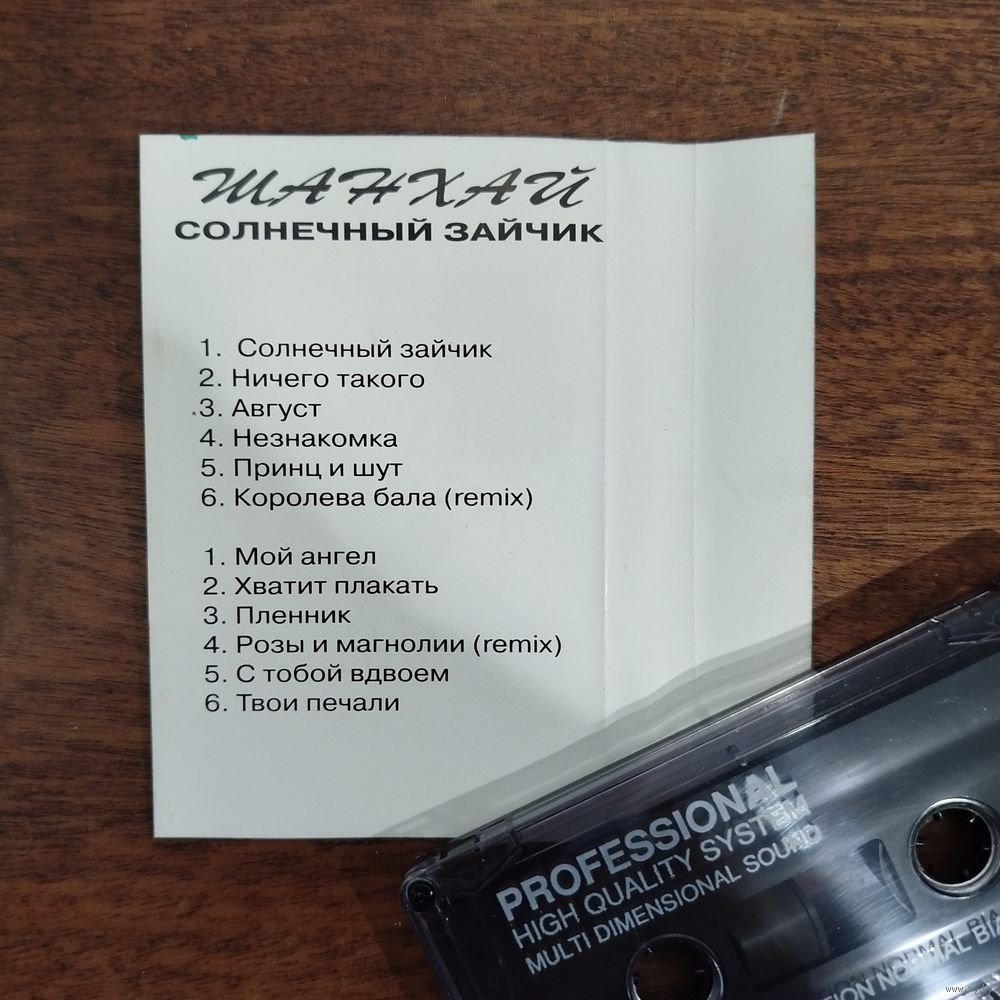 ШАНХАЙ
СОЛНЕЧНЫЙ ЗАЙЧИК
1. Солнечный зайчик
2. Ничего такого
3. Август
4. Незнакомка
5. Принц и шут
6. Королева бала (remix)
1. Мой ангел
2. Хватит плакать
3. Пленник
4. Розы и магнолии (remix)
5. С тобой вдвоем
6. Твои печали
PROFESSIONAL
HIGH QUALITY SYSTEM
MULTI DIMENSIONAL SOUND
NORMAL